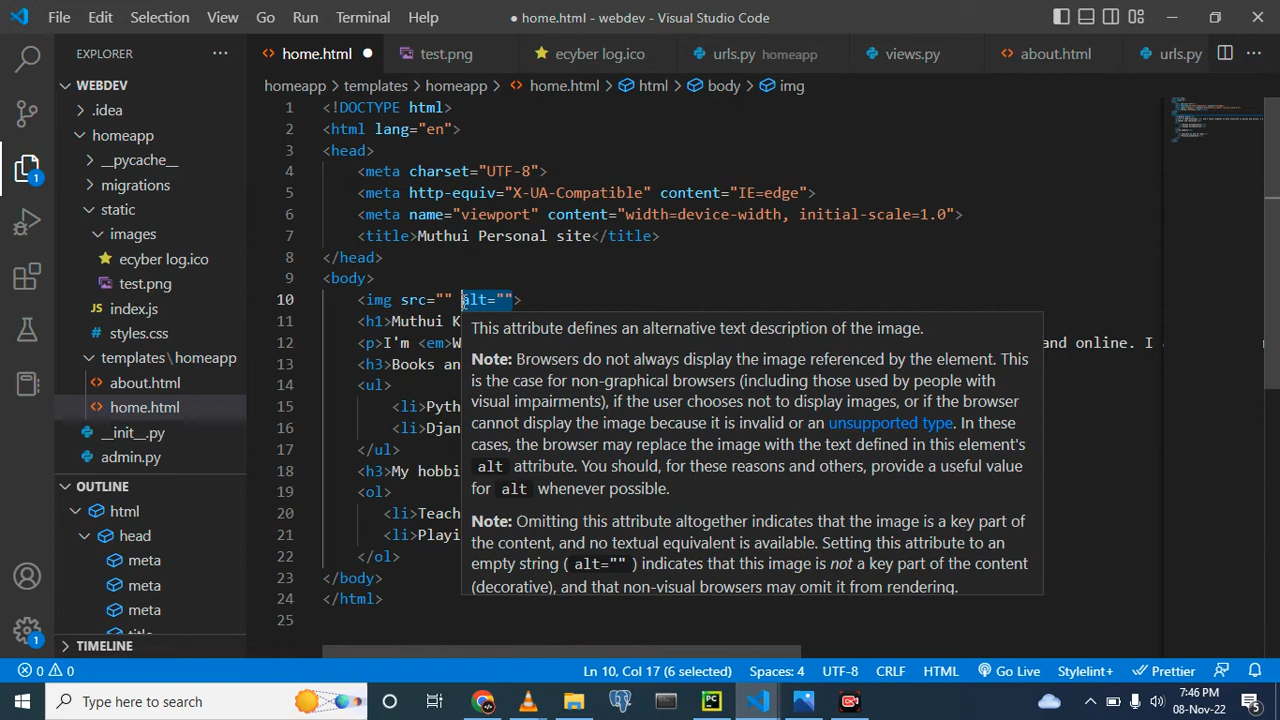 File Edit Selection View Go Run Terminal Help
● home.html - webdev - Visual Studio Code
EXPLORER
home.html
test.png
ecyber log.ico
urls.py homeapp
views.py
about.html
urls.py
WEBDEV
homeapp > templates > homeapp > home.html > html > body > img
.idea
homeapp
__pycache__
migrations
static
images
ecyber log.ico
test.png
index.js
styles.css
templates\homeapp
about.html
home.html
__init__.py
admin.py
OUTLINE
html
head
meta
meta
meta
title
TIMELINE
1 <!DOCTYPE html>
2 <html lang="en">
3 <head>
4 <meta charset="UTF-8">
5 <meta http-equiv="X-UA-Compatible" content="IE=edge">
6 <meta name="viewport" content="width=device-width, initial-scale=1.0">
7 <title>Muthui Personal site</title>
8 </head>
9 <body>
10 <img src="" alt="">
11 <h1>Muthui K
12 <p>I'm <em>W and online. I a
13 <h3>Books an
14 <ul>
15 <li>Pyth
16 <li>Djan
17 </ul>
18 <h3>My hobbi
19 <ol>
20 <li>Teach
21 <li>Playi
22 </ol>
23 </body>
24 </html>
25
This attribute defines an alternative text description of the image.
Note: Browsers do not always display the image referenced by the element. This
is the case for non-graphical browsers (including those used by people with
visual impairments), if the user chooses not to display images, or if the browser
cannot display the image because it is invalid or an unsupported type. In these
cases, the browser may replace the image with the text defined in this element's
alt attribute. You should, for these reasons and others, provide a useful value
for alt whenever possible.
Note: Omitting this attribute altogether indicates that the image is a key part of
the content, and no textual equivalent is available. Setting this attribute to an
empty string ( alt="" ) indicates that this image is not a key part of the content
(decorative), and that non-visual browsers may omit it from rendering.
1
1
0 0
Ln 10, Col 17 (6 selected) Spaces: 4 UTF-8 CRLF HTML Go Live Stylelint+ Prettier
Type here to search
PC
7:46 PM
08-Nov-22
5